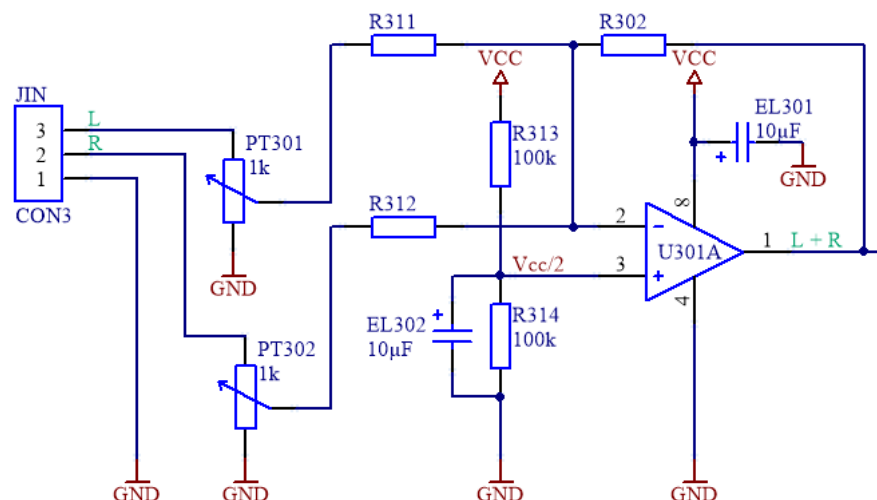 R311
R302
VCC
VCC
JIN
L
3
R
2
1
CON3
PT301
1k
R313
100k
EL301
10µF
GND
8
R312
2
1
L + R
U301A
Vcc/2
3
4
GND
EL302
10µF
R314
100k
PT302
1k
GND
GND
GND
GND